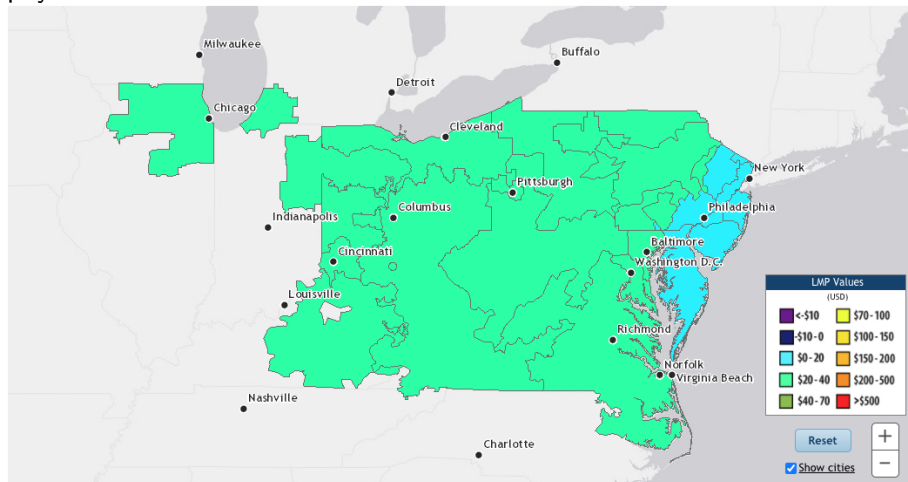 Milwaukee
Buffalo
Detroit
Chicago
Cleveland
New York
Pittsburgh
Indianapolis
Columbus
Philadelphia
Baltimore
Cincinnati
Washington D.C.
Louisville
Richmond
Norfolk
Virginia Beach
Nashville
Charlotte
LMP Values
(USD)
<-$10 $70-100
-$10-0 $100-150
$0-20 $150-200
$20-40 $200-500
$40-70 >$500
Reset +
Show cities −